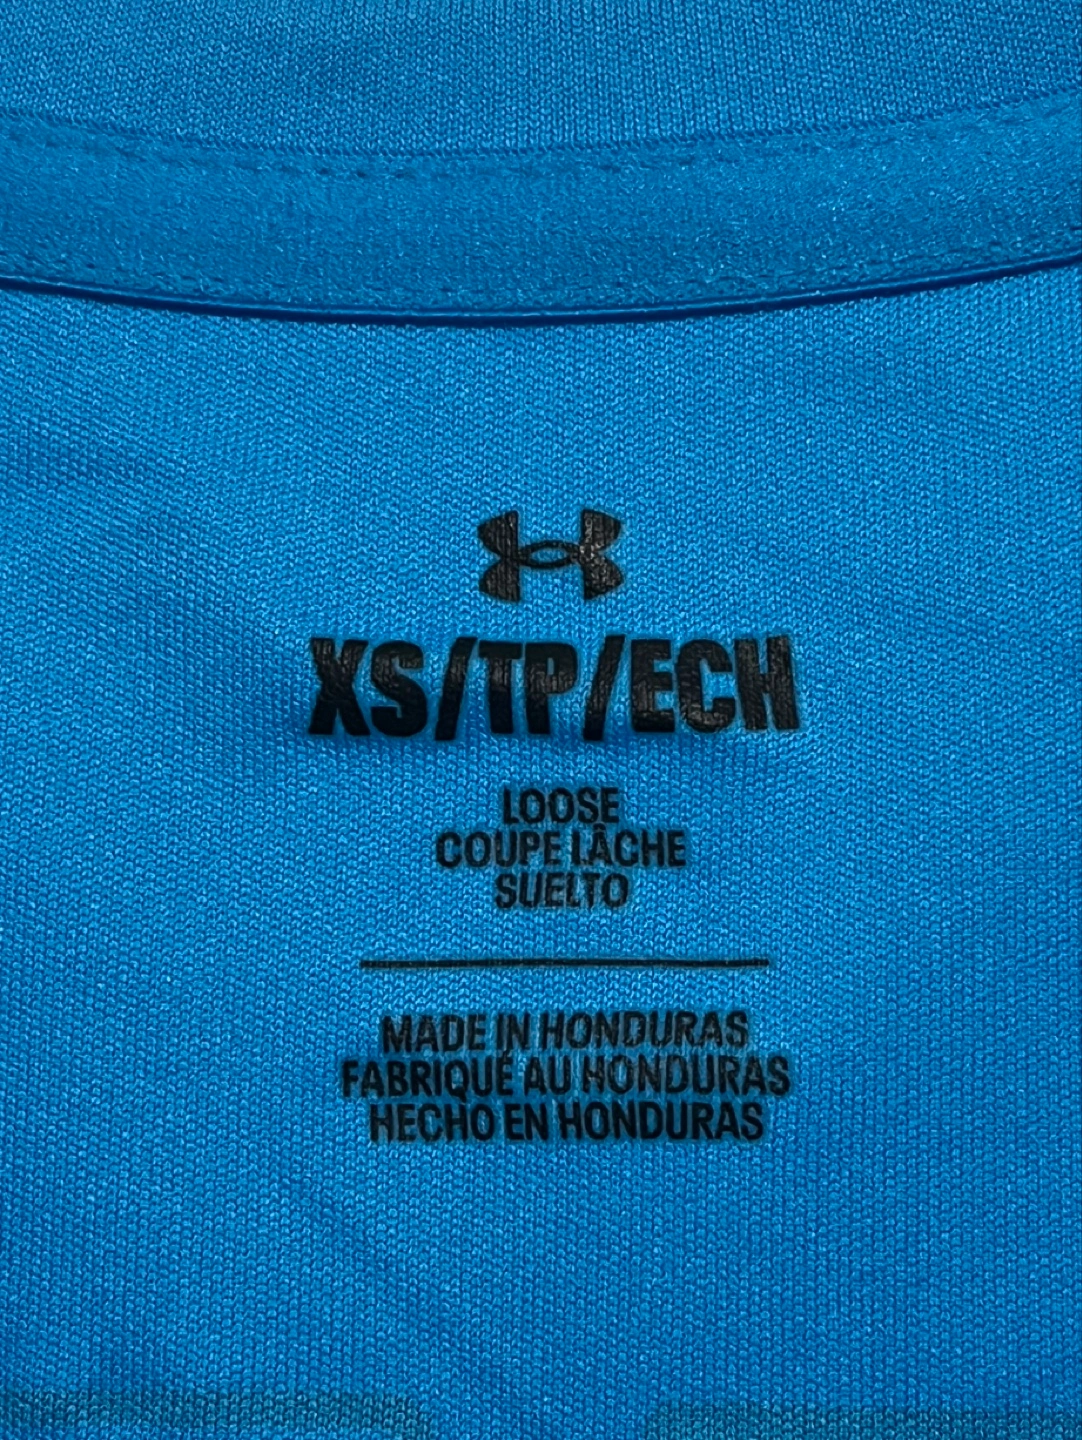 XS/TP/ECH
LOOSE
COUPE LÂCHE
SUELTO
MADE IN HONDURAS
FABRIQUÉ AU HONDURAS
HECHO EN HONDURAS